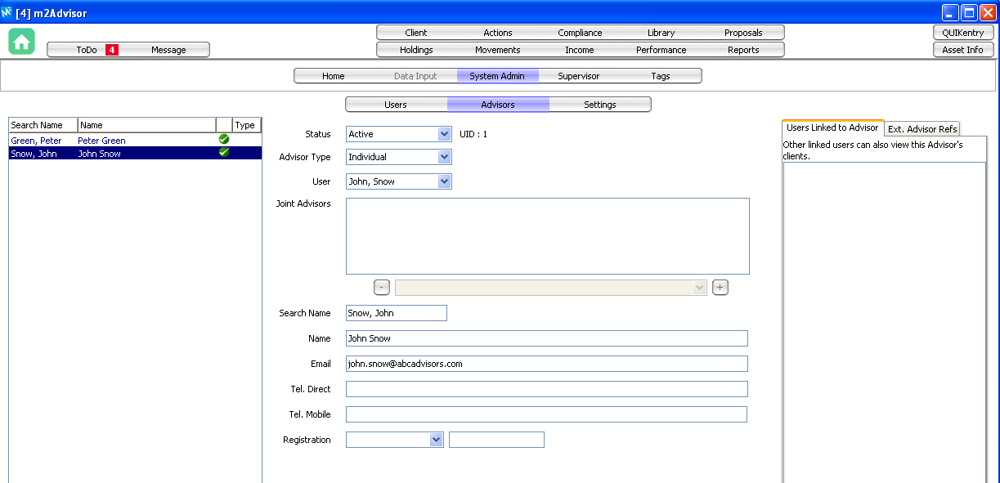 [4] m2Advisor
Client Actions Compliance Library Proposals QUIKentry
ToDo 4 Message Holdings Movements Income Performance Reports Asset Info
Home Data Input System Admin Supervisor Tags
Users Advisors Settings
Search Name Name Type
Green, Peter Peter Green
Snow, John John Snow
Status Active UID : 1
Advisor Type Individual
User John, Snow
Joint Advisors
- +
Search Name Snow, John
Name John Snow
Email john.snow@abcadvisors.com
Tel. Direct
Tel. Mobile
Registration
Users Linked to Advisor Ext. Advisor Refs
Other linked users can also view this Advisor's
clients.